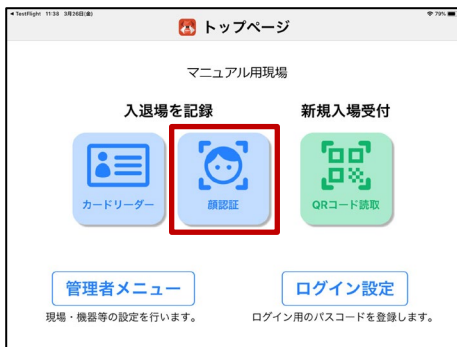 TestFlight 11:38 3月26日(金) 79%
トップページ
マニュアル用現場
入退場を記録 新規入場受付
カードリーダー 顔認証 QRコード読取
管理者メニュー ログイン設定
現場・機器等の設定を行います。 ログイン用のパスコードを登録します。